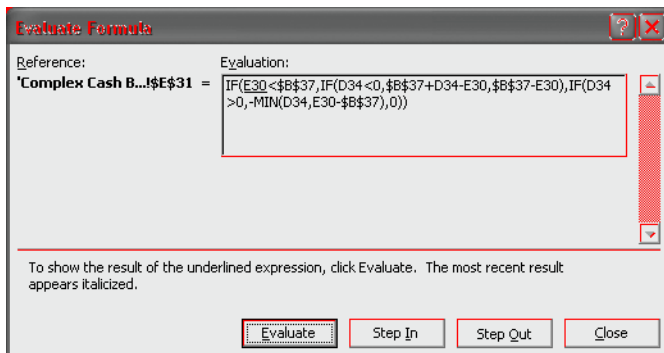 Evaluate Formula
Reference:
Evaluation:
'Complex Cash B...!$E$31 =
IF(E30<$B$37,IF(D34<0,$B$37+D34-E30,$B$37-E30),IF(D34
>0,-MIN(D34,E30-$B$37),0))
To show the result of the underlined expression, click Evaluate. The most recent result
appears italicized.
Evaluate
Step In
Step Out
Close